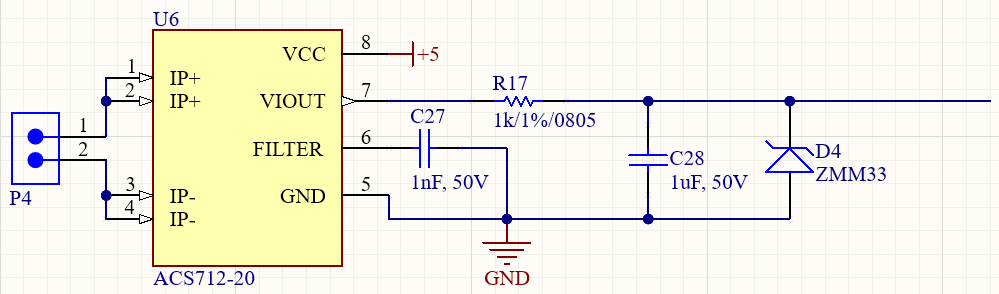 U6
8
VCC
+5
1
IP+
2
IP+
7
VIOUT
R17
1k/1%/0805
1
2
P4
6
FILTER
C27
1nF, 50V
C28
1uF, 50V
D4
ZMM33
3
IP-
4
IP-
5
GND
GND
ACS712-20